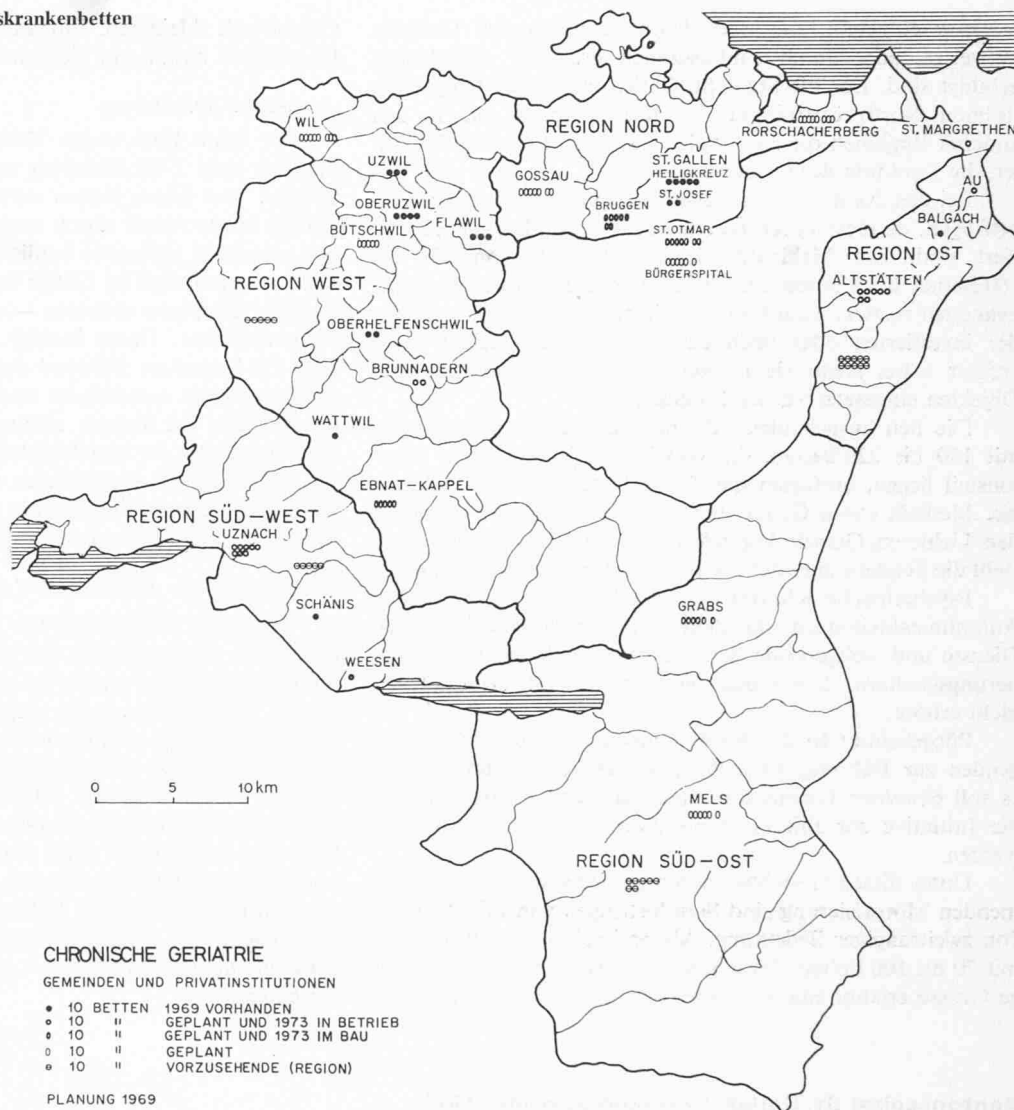 skrankenbetten
WIL
UZWIL
OBERUZWIL
BÜTSCHWIL
FLAWIL
REGION WEST
OBERHELFENSCHWIL
BRUNNADERN
WATTWIL
EBNAT-KAPPEL
REGION NORD
GOSSAU
ST. GALLEN
HEILIGKREUZ
ST. JOSEF
BRUGGEN
ST. OTMAR
BÜRGERSPITAL
RORSCHACHERBERG
ST. MARGRETHEN
AU
BALGACH
REGION OST
ALTSTÄTTEN
REGION SÜD-WEST
UZNACH
SCHÄNIS
WEESEN
GRABS
MELS
REGION SÜD-OST
0 5 10 km
CHRONISCHE GERIATRIE
GEMEINDEN UND PRIVATINSTITUTIONEN
10 BETTEN 1969 VORHANDEN
10 " GEPLANT UND 1973 IN BETRIEB
10 " GEPLANT UND 1973 IM BAU
10 " GEPLANT
10 " VORZUSEHENDE (REGION)
PLANUNG 1969